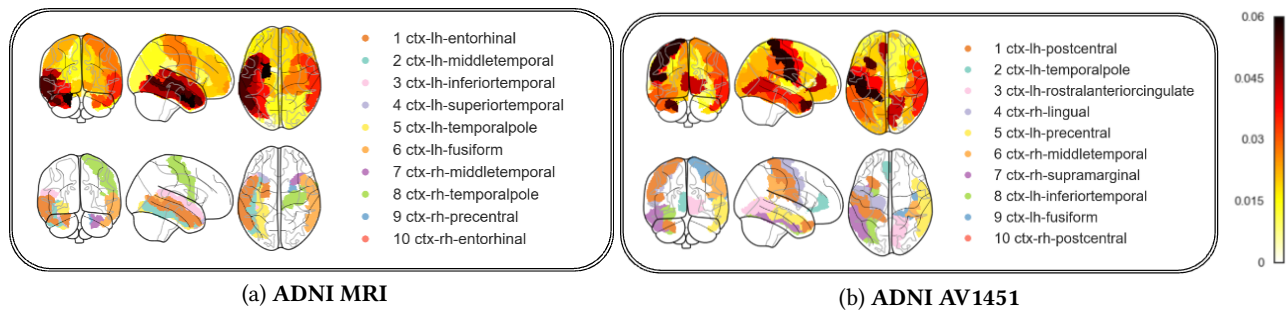 1 ctx-lh-entorhinal
2 ctx-lh-middletemporal
3 ctx-lh-inferiortemporal
4 ctx-lh-superiortemporal
5 ctx-lh-temporalpole
6 ctx-lh-fusiform
7 ctx-rh-middletemporal
8 ctx-rh-temporalpole
9 ctx-rh-precentral
10 ctx-rh-entorhinal
(a) ADNI MRI
1 ctx-lh-postcentral
2 ctx-lh-temporalpole
3 ctx-lh-rostralanteriorcingulate
4 ctx-rh-lingual
5 ctx-lh-precentral
6 ctx-rh-middletemporal
7 ctx-rh-supramarginal
8 ctx-lh-inferiortemporal
9 ctx-lh-fusiform
10 ctx-rh-postcentral
(b) ADNI AV1451
0.06
0.045
0.03
0.015
0